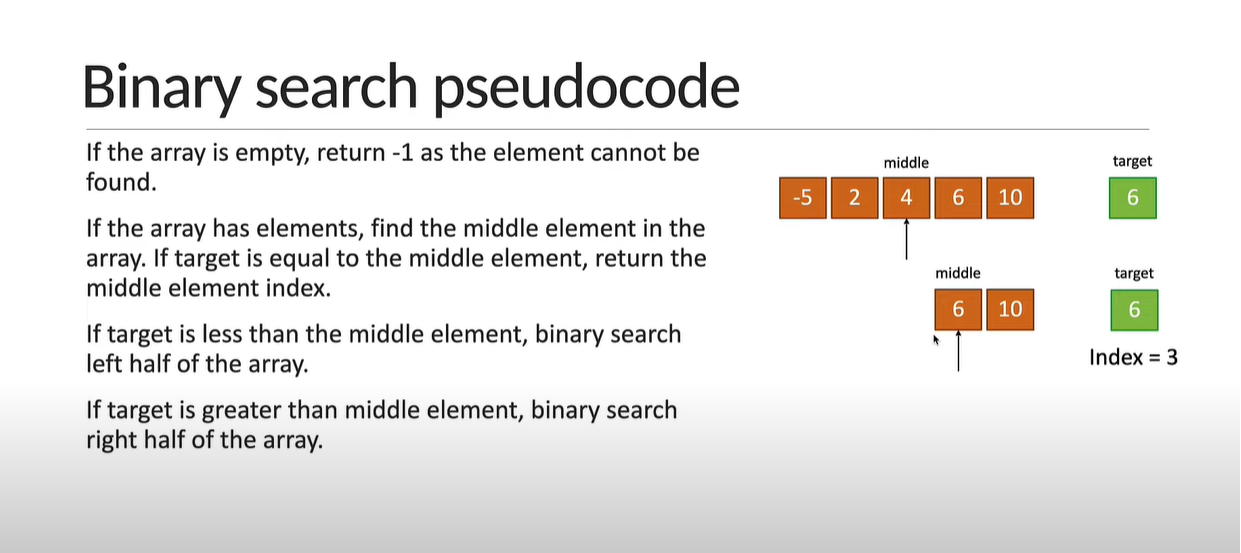 Binary search pseudocode
If the array is empty, return -1 as the element cannot be
found.
If the array has elements, find the middle element in the
array. If target is equal to the middle element, return the
middle element index.
If target is less than the middle element, binary search
left half of the array.
If target is greater than middle element, binary search
right half of the array.
middle
target
-5 2 4 6 10
6
middle
target
6 10
6
Index = 3